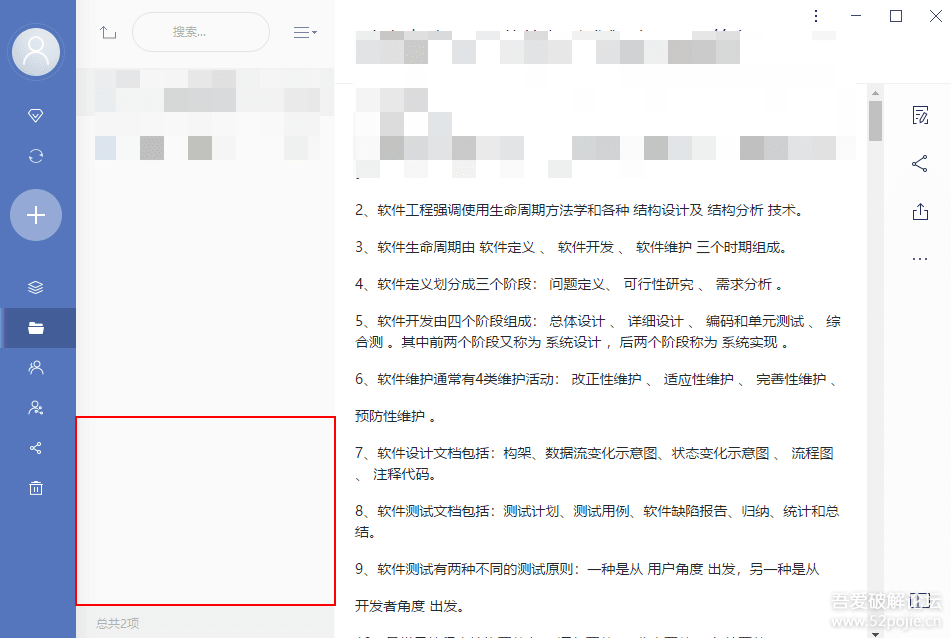 搜索...
2、软件工程强调使用生命周期方法学和各种 结构设计及 结构分析 技术。
3、软件生命周期由 软件定义 、 软件开发 、 软件维护 三个时期组成。
4、软件定义划分成三个阶段： 问题定义、 可行性研究 、 需求分析 。
5、软件开发由四个阶段组成： 总体设计 、 详细设计 、 编码和单元测试 、 综
合测 。其中前两个阶段又称为 系统设计 ，后两个阶段称为 系统实现 。
6、软件维护通常有4类维护活动： 改正性维护 、 适应性维护 、 完善性维护 、
预防性维护 。
7、软件设计文档包括：构架、数据流变化示意图、状态变化示意图 、 流程图
、 注释代码。
8、软件测试文档包括：测试计划、测试用例、软件缺陷报告、归纳、统计和总
结。
9、软件测试有两种不同的测试原则：一种是从 用户角度 出发，另一种是从
开发者角度 出发。
总共2项
吾爱破解论坛
www.52pojie.cn